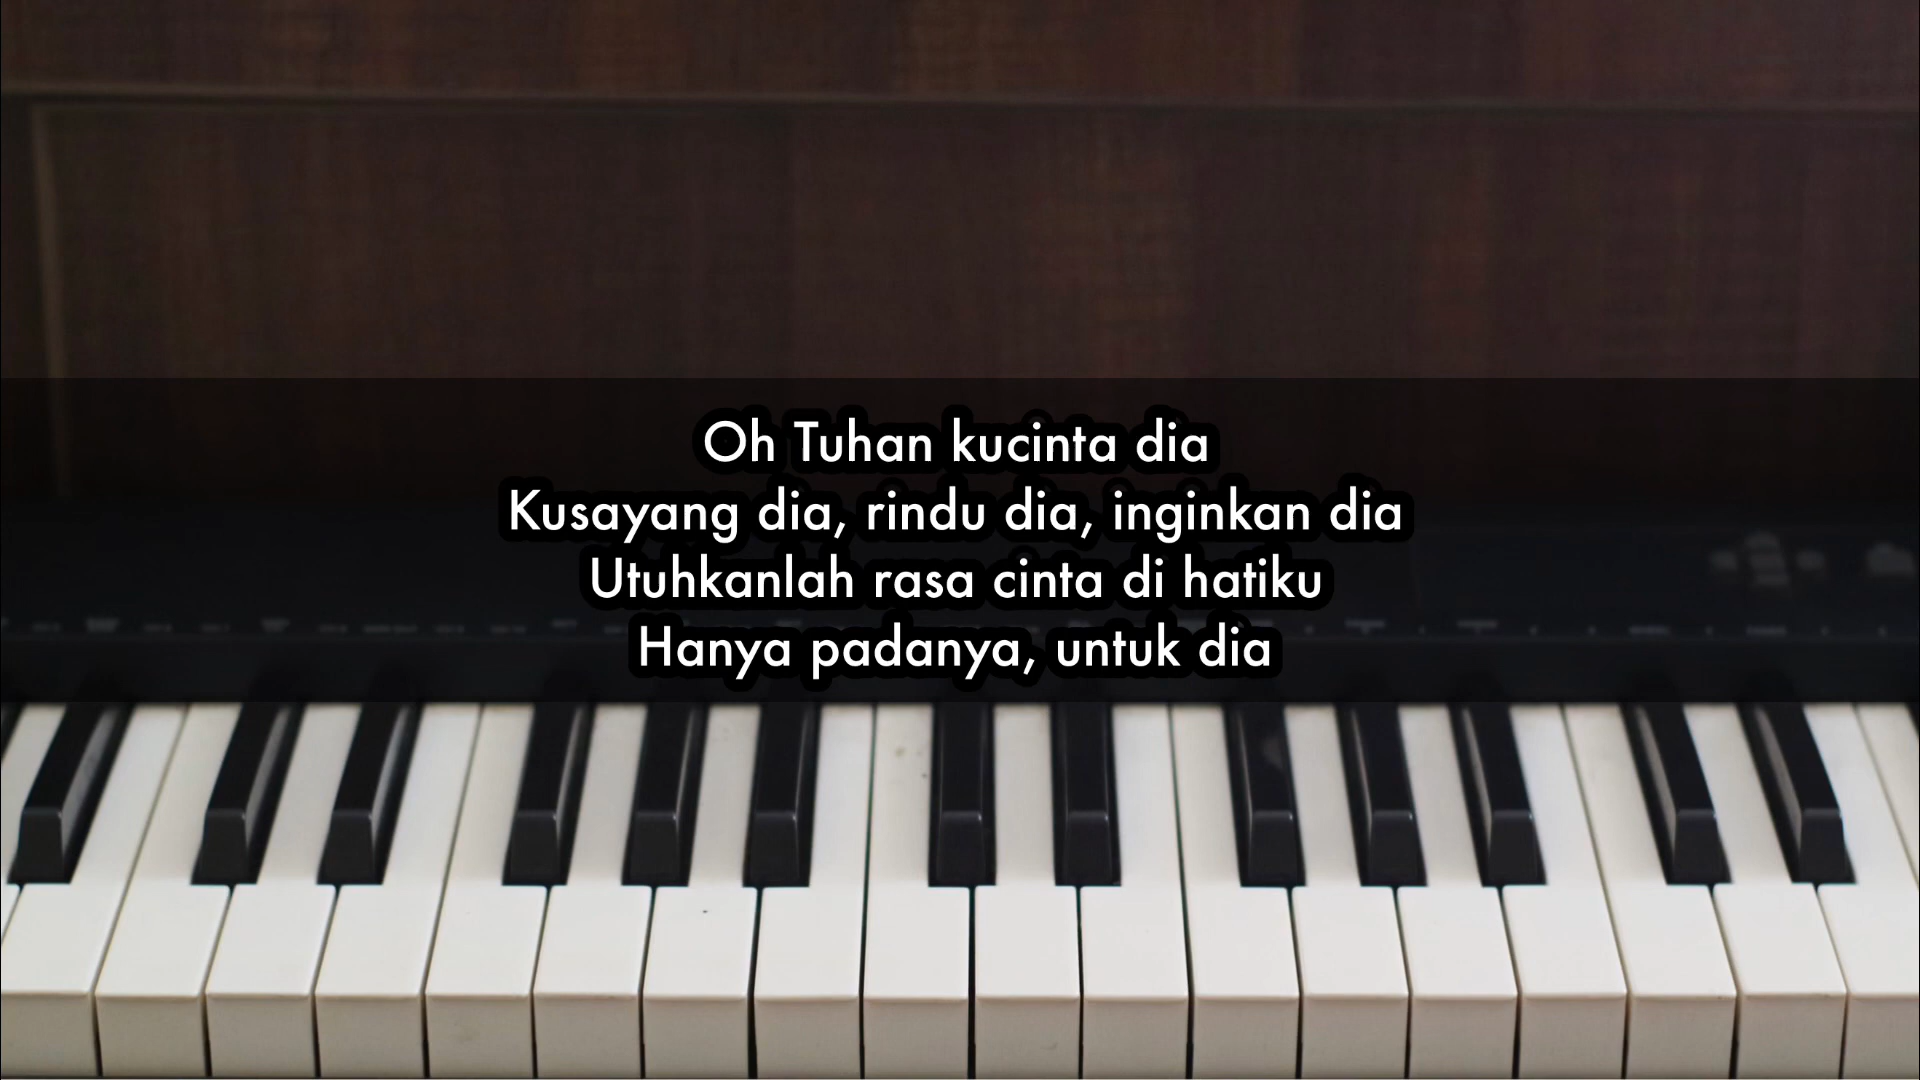 Oh Tuhan kucinta dia
Kusayang dia, rindu dia, inginkan dia
Utuhkanlah rasa cinta di hatiku
Hanya padanya, untuk dia